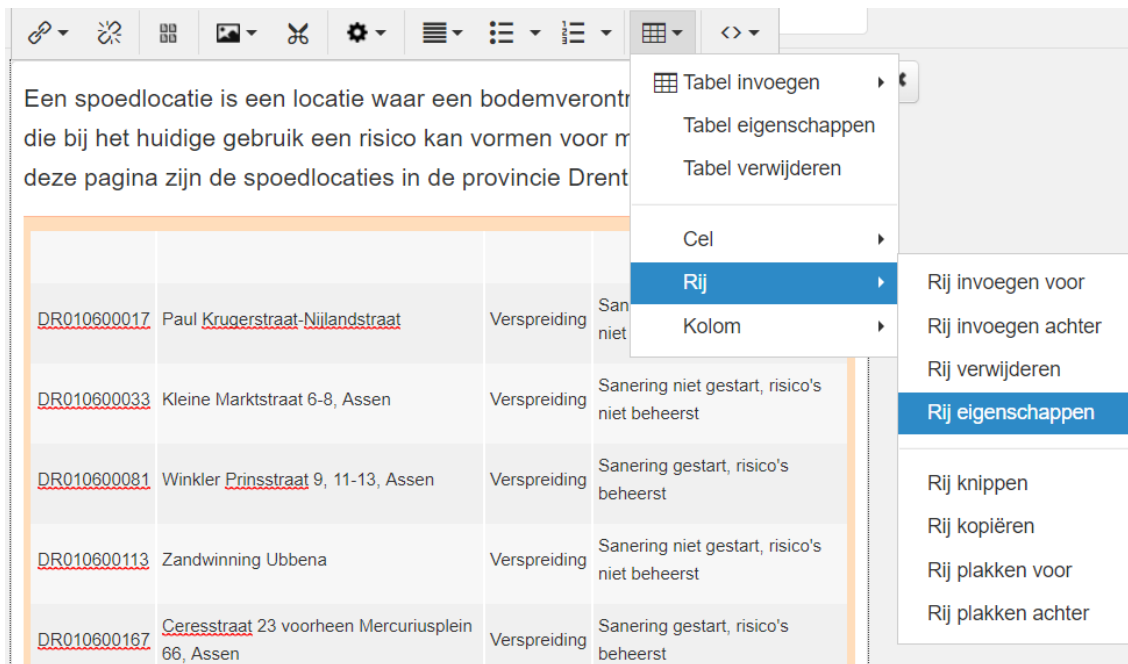 Een spoedlocatie is een locatie waar een bodemveront
die bij het huidige gebruik een risico kan vormen voor m
deze pagina zijn de spoedlocaties in de provincie Drent
Tabel invoegen
Tabel eigenschappen
Tabel verwijderen
Cel
Rij
Kolom
Rij invoegen voor
Rij invoegen achter
Rij verwijderen
Rij eigenschappen
Rij knippen
Rij kopiëren
Rij plakken voor
Rij plakken achter
DR010600017 Paul Krugerstraat-Nijlandstraat Verspreiding San
niet
DR010600033 Kleine Marktstraat 6-8, Assen Verspreiding Sanering niet gestart, risico's
niet beheerst
DR010600081 Winkler Prinsstraat 9, 11-13, Assen Verspreiding Sanering gestart, risico's
beheerst
DR010600113 Zandwinning Ubbena Verspreiding Sanering niet gestart, risico's
niet beheerst
DR010600167 Ceresstraat 23 voorheen Mercuriusplein
66, Assen Verspreiding Sanering gestart, risico's
beheerst